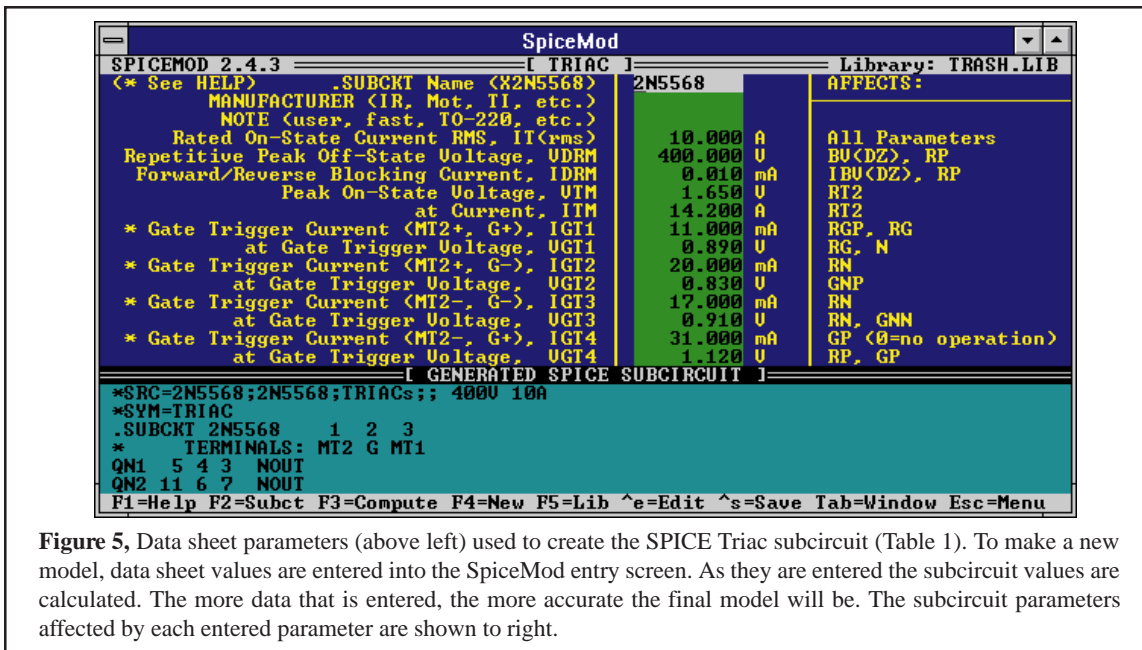 SpiceMod
SPICEMOD 2.4.3 [ TRIAC ] Library: TRASH.LIB
(* See HELP) .SUBCKT Name (X2N5568) 2N5568 AFFECTS:
MANUFACTURER (IR, Mot, TI, etc.)
NOTE (user, fast, TO-220, etc.)
Rated On-State Current RMS, IT(rms) 10.000 A All Parameters
Repetitive Peak Off-State Voltage, VDRM 400.000 V BV(DZ), RP
Forward/Reverse Blocking Current, IDRM 0.010 mA IBV(DZ), RP
Peak On-State Voltage, VTM 1.650 V RT2
at Current, ITM 14.200 A RT2
* Gate Trigger Current (MT2+, G+), IGT1 11.000 mA RGP, RG
at Gate Trigger Voltage, VGT1 0.890 V RG, N
* Gate Trigger Current (MT2+, G-), IGT2 20.000 mA RN
at Gate Trigger Voltage, VGT2 0.830 V GNP
* Gate Trigger Current (MT2-, G-), IGT3 17.000 mA RN
at Gate Trigger Voltage, VGT3 0.910 V RN, GNN
* Gate Trigger Current (MT2-, G+), IGT4 31.000 mA GP (0=no operation)
at Gate Trigger Voltage, VGT4 1.120 V RP, GP
[ GENERATED SPICE SUBCIRCUIT ]
*SRC=2N5568;2N5568;TRIACs;; 400V 10A
*SYM=TRIAC
.SUBCKT 2N5568 1 2 3
* TERMINALS: MT2 G MT1
QN1 5 4 3 NOUT
QN2 11 6 7 NOUT
F1=Help F2=Subct F3=Compute F4=New F5=Lib ^e=Edit ^s=Save Tab=Window Esc=Menu
Figure 5, Data sheet parameters (above left) used to create the SPICE Triac subcircuit (Table 1). To make a new
model, data sheet values are entered into the SpiceMod entry screen. As they are entered the subcircuit values are
calculated. The more data that is entered, the more accurate the final model will be. The subcircuit parameters
affected by each entered parameter are shown to right.